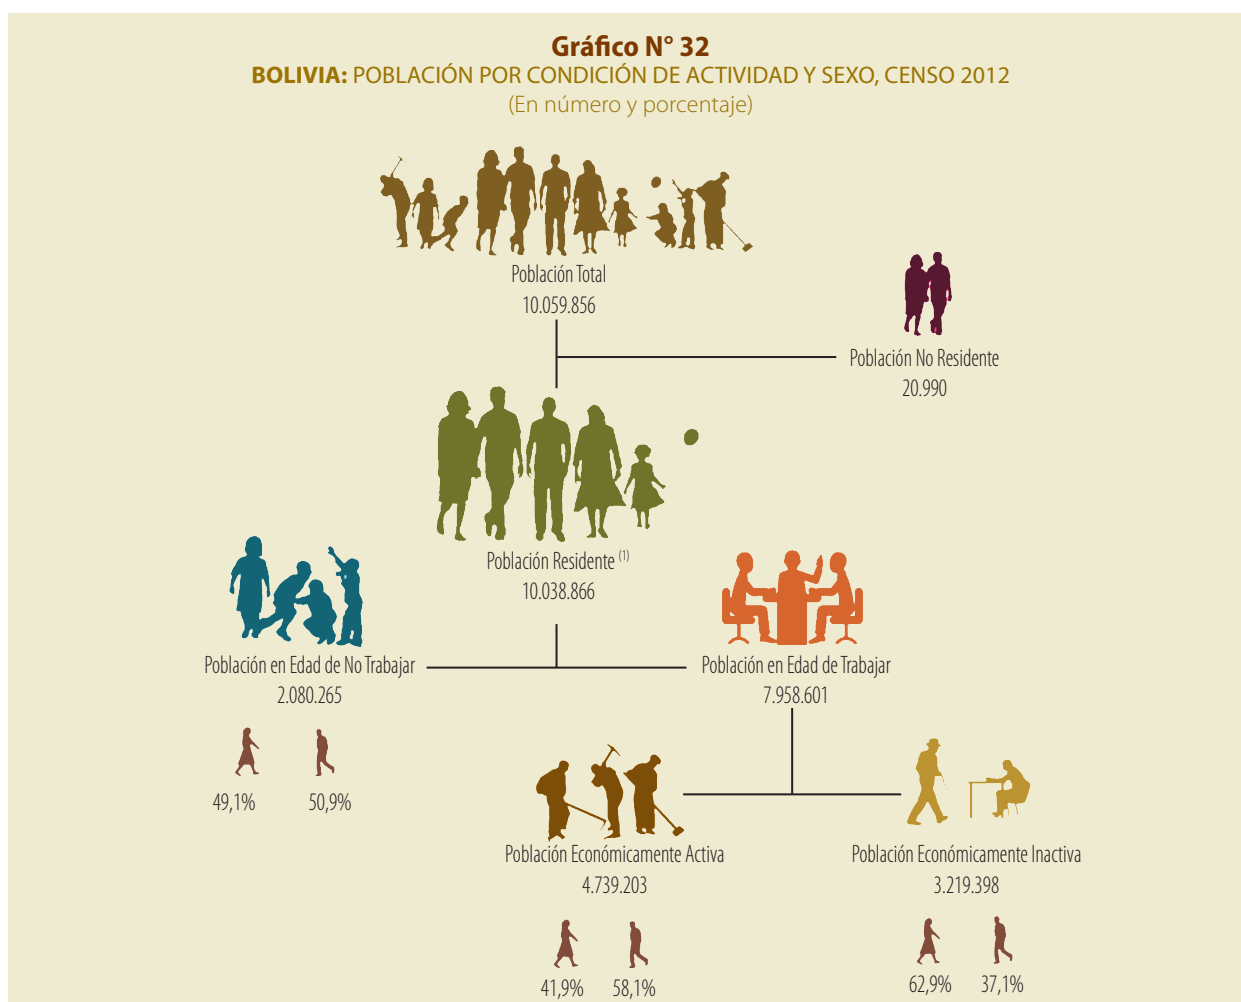 Gráfico N° 32
BOLIVIA: POBLACIÓN POR CONDICIÓN DE ACTIVIDAD Y SEXO, CENSO 2012
(En número y porcentaje)
Población Total
10.059.856
Población No Residente
20.990
Población Residente (1)
10.038.866
Población en Edad de No Trabajar
2.080.265
Población en Edad de Trabajar
7.958.601
49,1% 50,9%
Población Económicamente Activa
4.739.203
Población Económicamente Inactiva
3.219.398
41,9% 58,1%
62,9% 37,1%